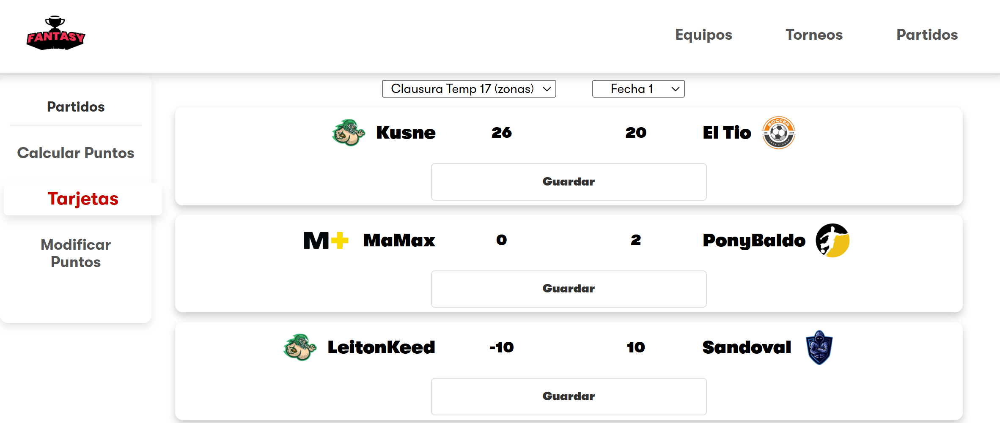 FANTASY
Equipos Torneos Partidos
Clausura Temp 17 (zonas) Fecha 1
Partidos
Calcular Puntos
Tarjetas
Modificar
Puntos
Kusne 26 20 El Tio SOCCER
Guardar
M+ MaMax 0 2 PonyBaldo
Guardar
LeitonKeed -10 10 Sandoval
Guardar